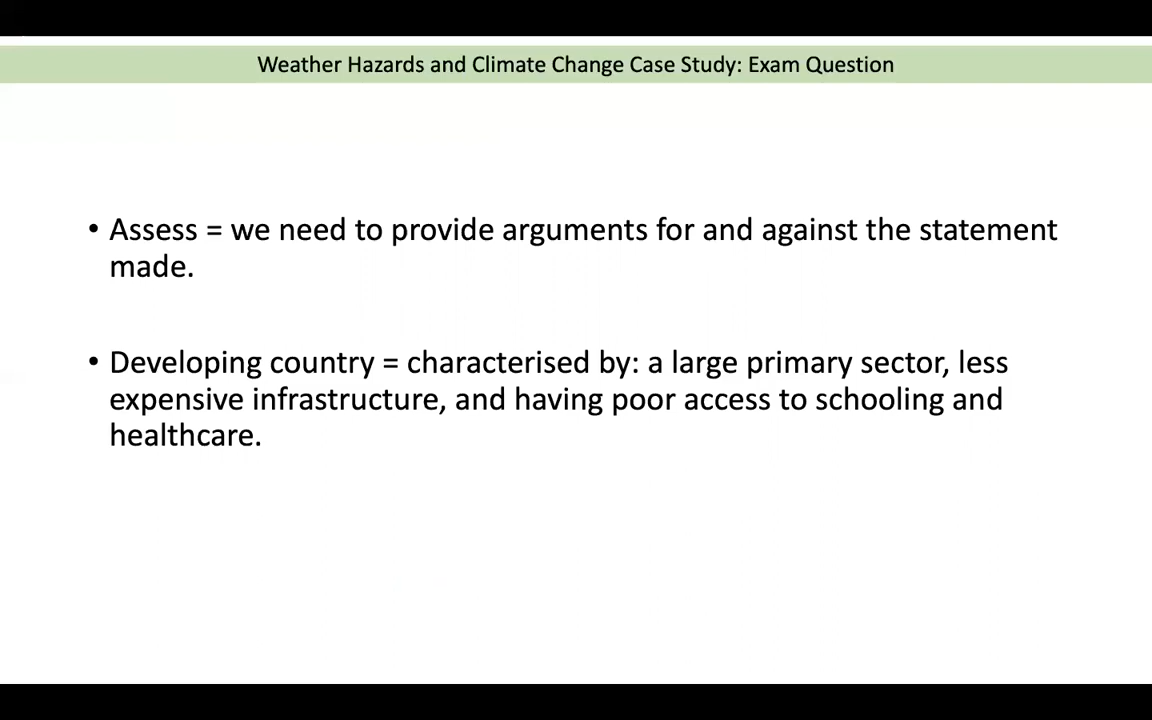 Weather Hazards and Climate Change Case Study: Exam Question
• Assess = we need to provide arguments for and against the statement
made.
• Developing country = characterised by: a large primary sector, less
expensive infrastructure, and having poor access to schooling and
healthcare.